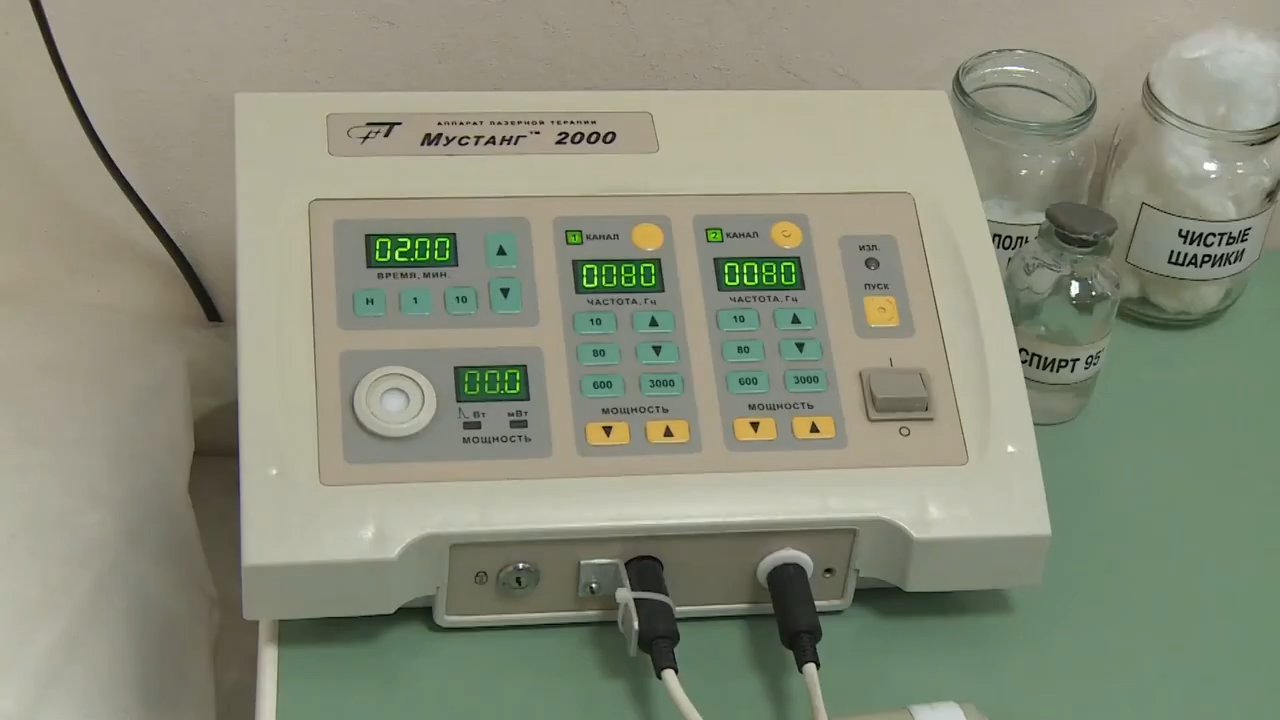 АППАРАТ ЛАЗЕРНОЙ ТЕРАПИИ
МУСТАНГ™ 2000
02.00
ВРЕМЯ, МИН.
Н 1 10
00.0
Вт мВт
МОЩНОСТЬ
1 КАНАЛ
0080
ЧАСТОТА, Гц
10
80
600 3000
МОЩНОСТЬ
2 КАНАЛ
0080
ЧАСТОТА, Гц
10
80
600 3000
МОЩНОСТЬ
ИЗЛ.
ПУСК
ЧИСТЫЕ
ШАРИКИ
СПИРТ 95°